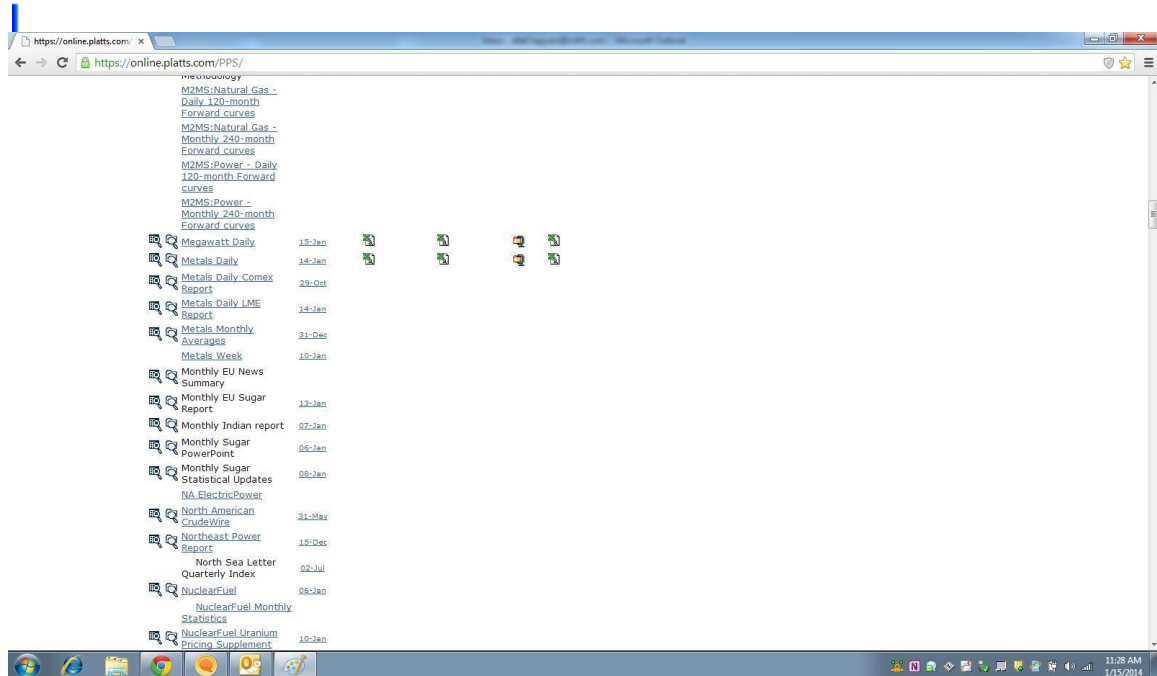 https://online.platts.com/ x
https://online.platts.com/PPS/
Methodology
M2MS:Natural Gas -
Daily 120-month
Forward curves
M2MS:Natural Gas -
Monthly 240-month
Forward curves
M2MS:Power - Daily
120-month Forward
curves
M2MS:Power -
Monthly 240-month
Forward curves
Megawatt Daily 15-Jan
Metals Daily 14-Jan
Metals Daily Comex
Report 29-Oct
Metals Daily LME
Report 14-Jan
Metals Monthly
Averages 31-Dec
Metals Week 10-Jan
Monthly EU News
Summary
Monthly EU Sugar
Report 13-Jan
Monthly Indian report 07-Jan
Monthly Sugar
PowerPoint 06-Jan
Monthly Sugar
Statistical Updates 08-Jan
NA ElectricPower
North American
CrudeWire 31-May
Northeast Power
Report 15-Dec
North Sea Letter
Quarterly Index 02-Jul
NuclearFuel 06-Jan
NuclearFuel Monthly
Statistics
NuclearFuel Uranium
Pricing Supplement 10-Jan
11:28 AM
1/15/2014